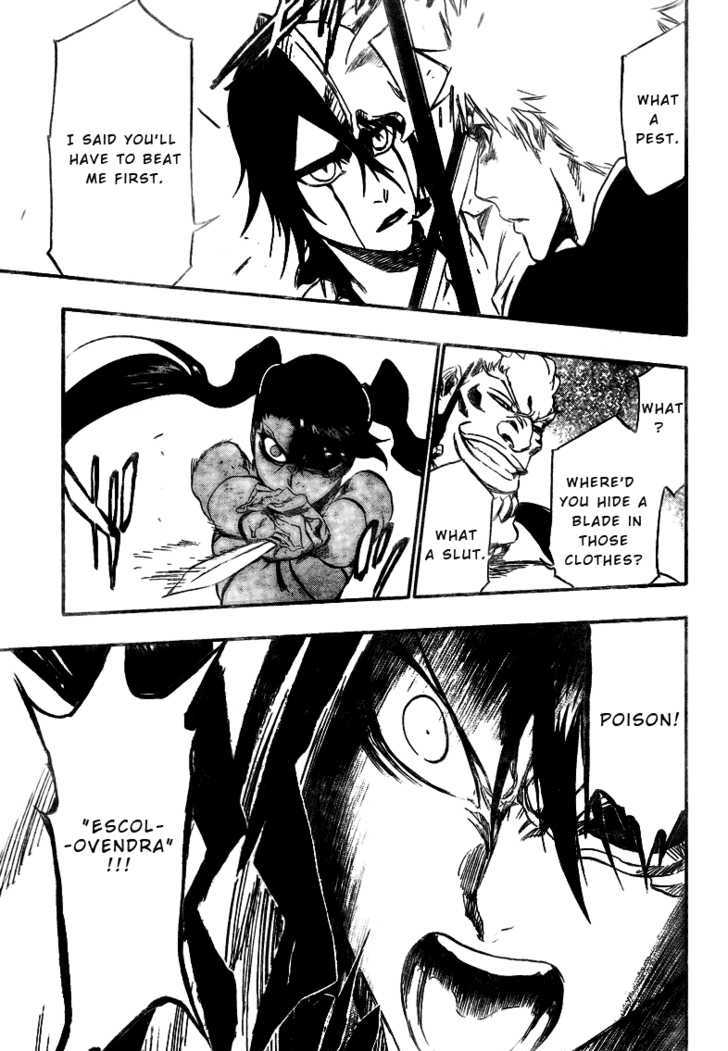 WHAT
A
PEST.
I SAID YOU'LL
HAVE TO BEAT
ME FIRST.
WHAT
?
WHERE'D
YOU HIDE A
BLADE IN
THOSE
CLOTHES?
WHAT
A SLUT.
POISON!
"ESCOL-
-OVENDRA"
!!!